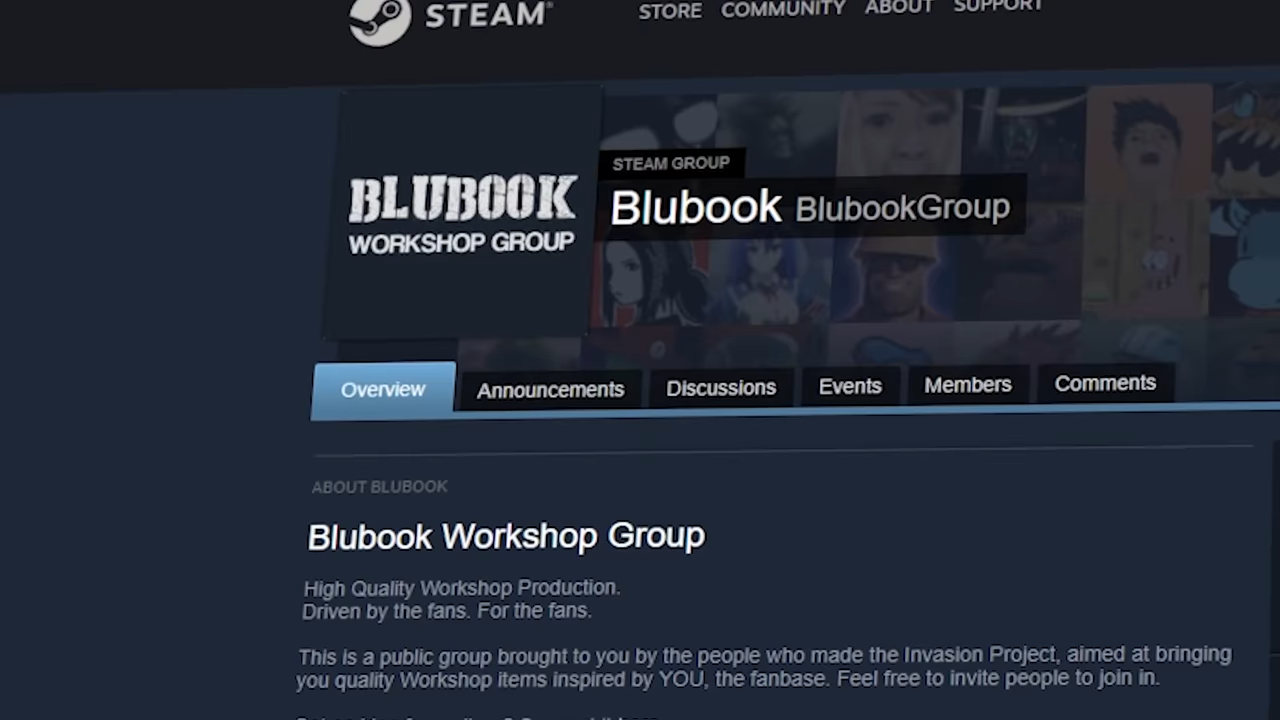 STEAM
STORE COMMUNITY ABOUT SUPPORT
BLUBOOK
WORKSHOP GROUP
STEAM GROUP
Blubook BlubookGroup
Overview Announcements Discussions Events Members Comments
ABOUT BLUBOOK
Blubook Workshop Group
High Quality Workshop Production.
Driven by the fans. For the fans.
This is a public group brought to you by the people who made the Invasion Project, aimed at bringing
you quality Workshop items inspired by YOU, the fanbase. Feel free to invite people to join in.